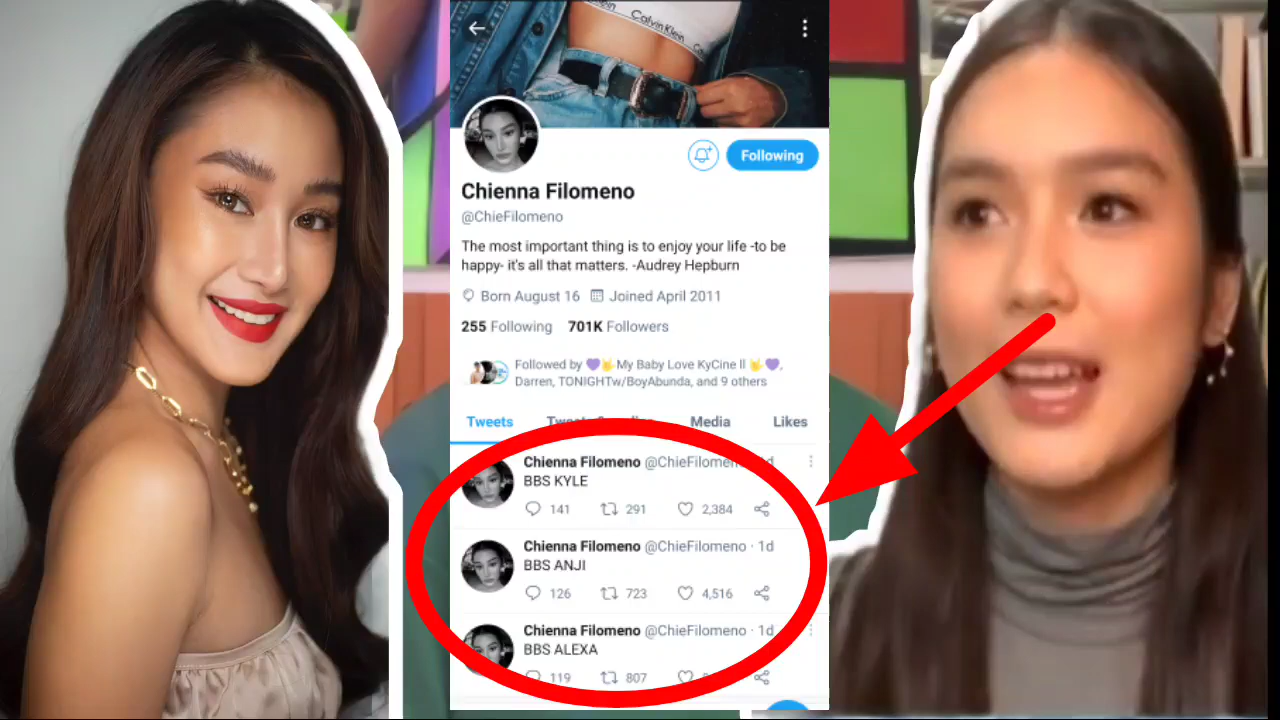 Calvin Klein
Following
Chienna Filomeno
@ChieFilomeno
The most important thing is to enjoy your life -to be
happy- it's all that matters. -Audrey Hepburn
Born August 16 Joined April 2011
255 Following 701K Followers
Followed by 💜🤟My Baby Love KyCine ll 🤟💜,
Darren, TONIGHTw/BoyAbunda, and 9 others
Tweets Media Likes
Chienna Filomeno @ChieFilomeno
BBS KYLE
141 291 2,384
Chienna Filomeno @ChieFilomeno · 1d
BBS ANJI
126 723 4,516
Chienna Filomeno @ChieFilomeno · 1d
BBS ALEXA
119 807